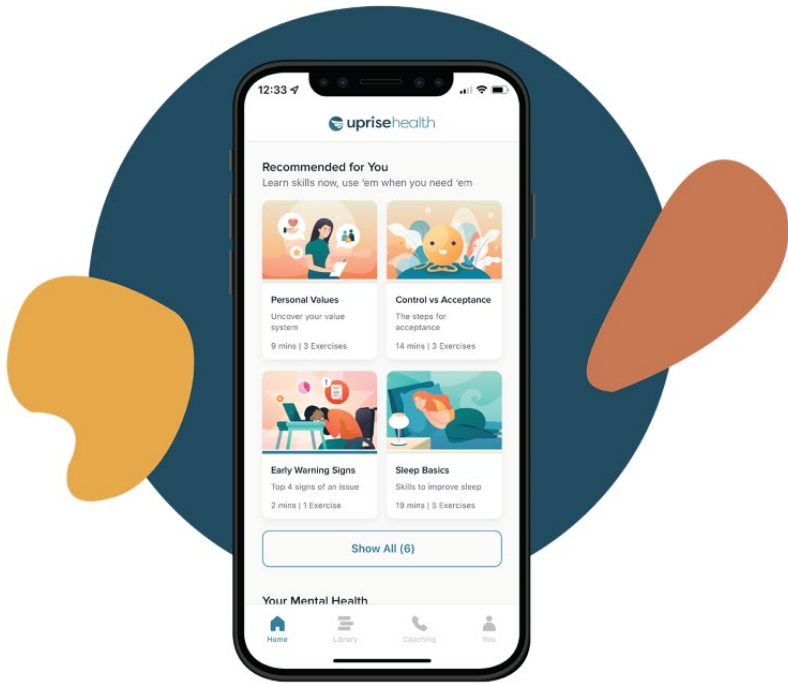 12:33
uprisehealth
Recommended for You
Learn skills now, use ‘em when you need ‘em
Personal Values
Uncover your value
system
9 mins | 3 Exercises
Control vs Acceptance
The steps for
acceptance
14 mins | 3 Exercises
Early Warning Signs
Top 4 signs of an issue
2 mins | 1 Exercise
Sleep Basics
Skills to improve sleep
19 mins | 5 Exercises
Show All (6)
Your Mental Health
Home
Library
Coaching
You